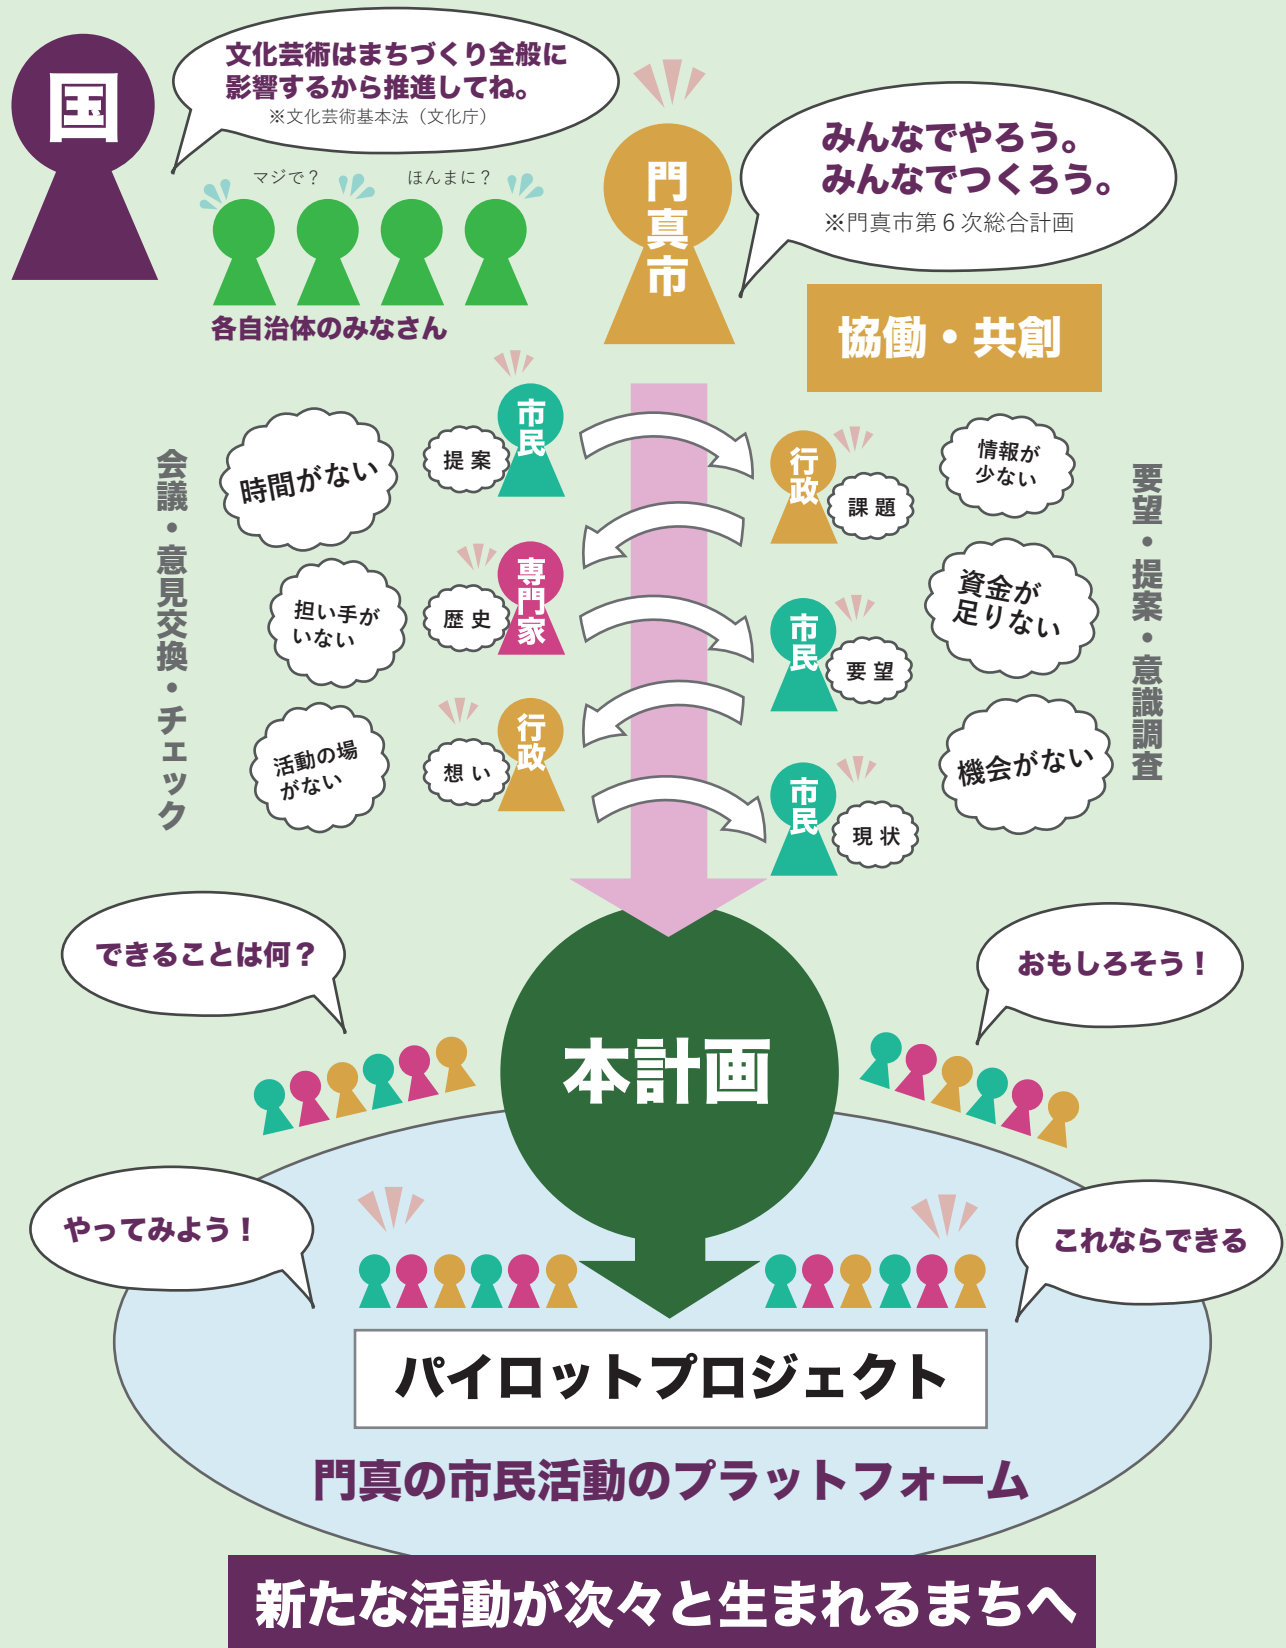 国
文化芸術はまちづくり全般に
影響するから推進してね。
※文化芸術基本法（文化庁）
マジで？
ほんまに？
各自治体のみなさん
門真市
みんなでやろう。
みんなでつくろう。
※門真市第6次総合計画
協働・共創
会議・意見交換・チェック
時間がない
担い手が
いない
活動の場
がない
提案
市民
歴史
専門家
想い
行政
行政
課題
市民
要望
市民
現状
情報が
少ない
資金が
足りない
機会がない
要望・提案・意識調査
できることは何？
おもしろそう！
本計画
やってみよう！
これならできる
パイロットプロジェクト
門真の市民活動のプラットフォーム
新たな活動が次々と生まれるまちへ